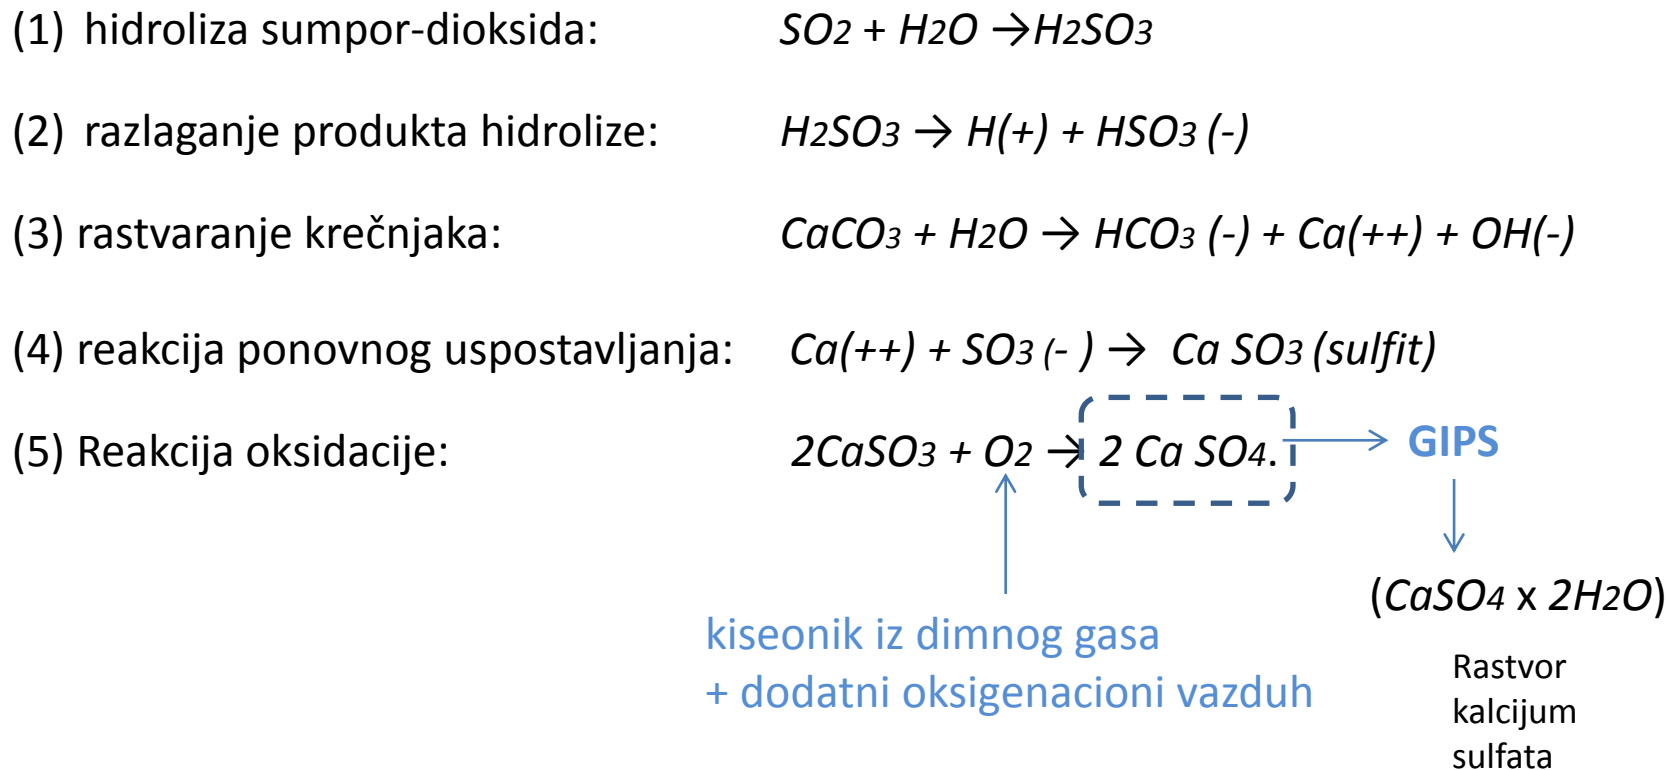 (1) hidroliza sumpor-dioksida: SO2 + H2O →H2SO3
(2) razlaganje produkta hidrolize: H2SO3 → H(+) + HSO3 (-)
(3) rastvaranje krečnjaka: CaCO3 + H2O → HCO3 (-) + Ca(++) + OH(-)
(4) reakcija ponovnog uspostavljanja: Ca(++) + SO3 (- ) → Ca SO3 (sulfit)
(5) Reakcija oksidacije: 2CaSO3 + O2 → 2 Ca SO4. GIPS
(CaSO4 x 2H2O)
kiseonik iz dimnog gasa
+ dodatni oksigenacioni vazduh
Rastvor
kalcijum
sulfata